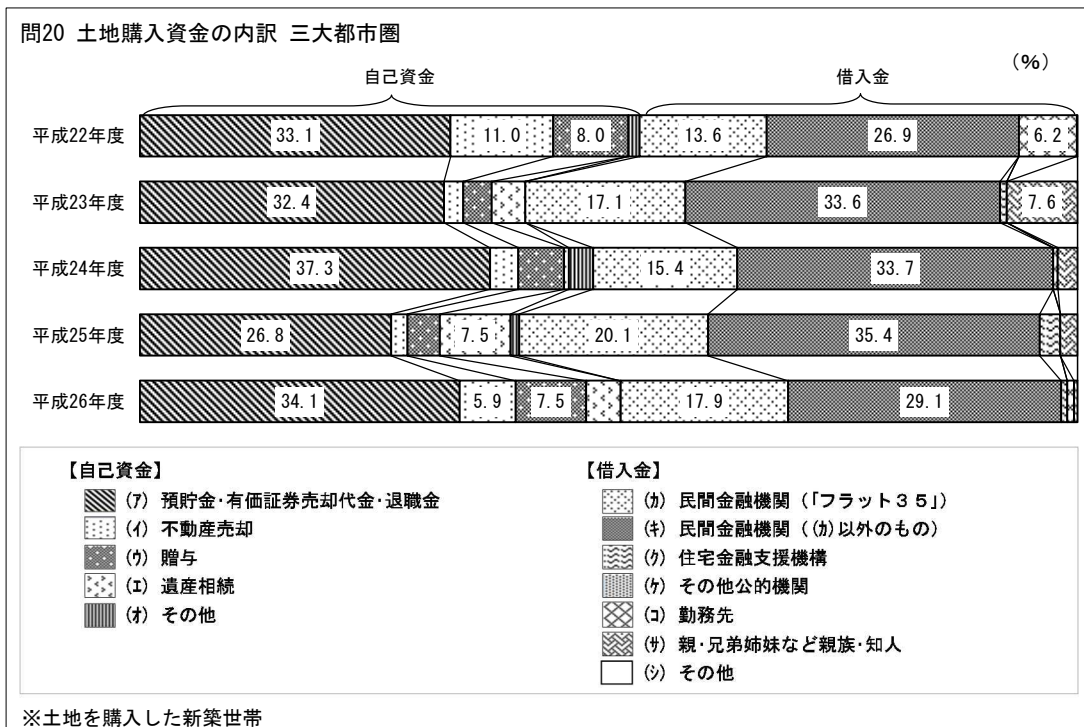 問20 土地購入資金の内訳 三大都市圏
(%)
自己資金 借入金
平成22年度 33.1 11.0 8.0 13.6 26.9 6.2
平成23年度 32.4 17.1 33.6 7.6
平成24年度 37.3 15.4 33.7
平成25年度 26.8 7.5 20.1 35.4
平成26年度 34.1 5.9 7.5 17.9 29.1
【自己資金】
(ア) 預貯金・有価証券売却代金・退職金
(イ) 不動産売却
(ウ) 贈与
(エ) 遺産相続
(オ) その他
【借入金】
(カ) 民間金融機関(「フラット35」)
(キ) 民間金融機関((カ)以外のもの)
(ク) 住宅金融支援機構
(ケ) その他公的機関
(コ) 勤務先
(サ) 親・兄弟姉妹など親族・知人
(シ) その他
※土地を購入した新築世帯